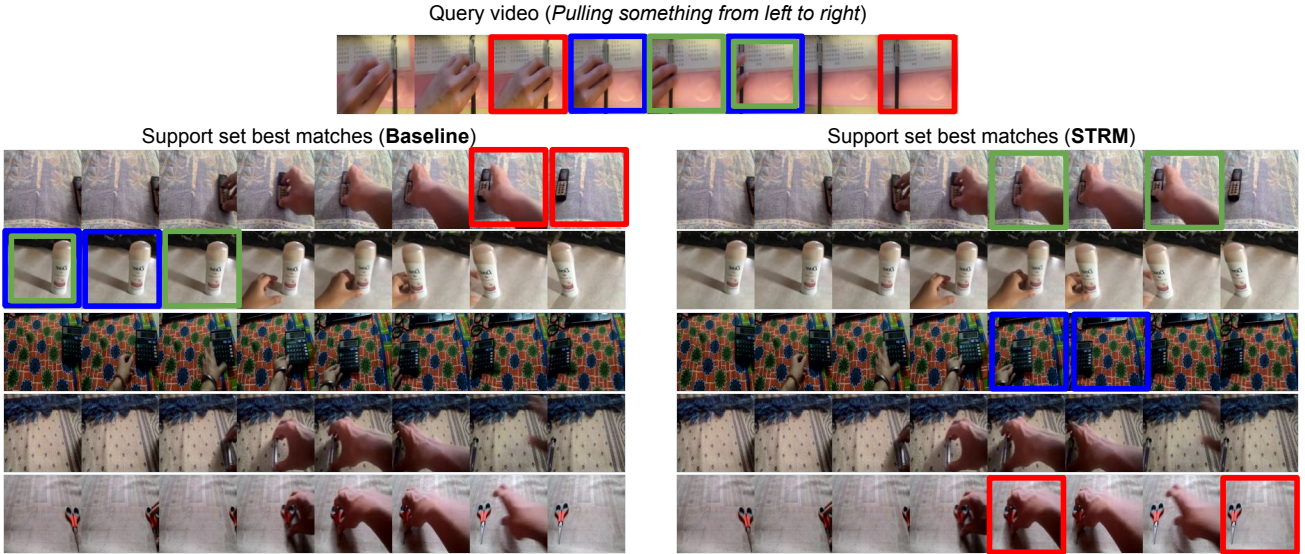 Query video (Pulling something from left to right)
Support set best matches (Baseline)
Support set best matches (STRM)